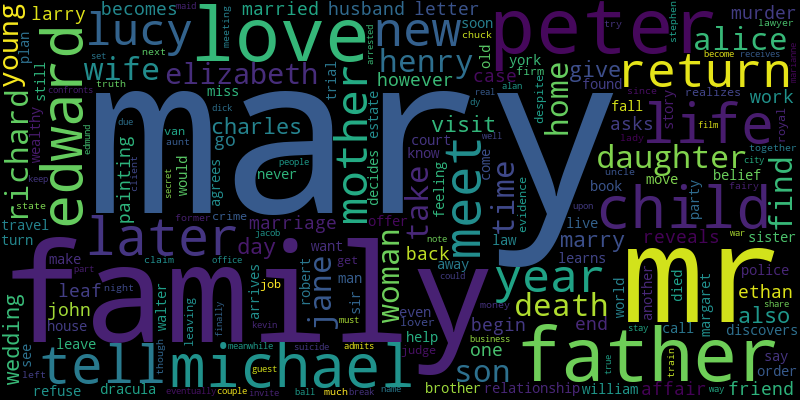 mary
family
mr
love
peter
life
father
child
michael
edward
mother
later
tell
meet
return
year
new
lucy
wife
henry
elizabeth
alice
daughter
son
death
take
time
home
find
young
richard
larry
becomes
married
husband
letter
soon
old
york
firm
case
give
found
murder
lawyer
try
stephen
maid
meeting
arrested
chuck
become
receives
marianne
plan
still
set
next
truth
confronts
wealthy
miss
however
trial
real
alan
dy
despite
since
story
realizes
royal
work
fall
asks
film
lady
together
charles
dick
estate
visit
go
van
aunt
due
edmund
painting
client
would
secret
agrees
never
people
decides
court
know
feeling
come
well
evidence
book
move
belief
city
uncle
fairy
keep
state
travel
turn
former
crime
jacob
marriage
offer
note
law
upon
live
party
war
sister
day
want
back
woman
marry
reveals
learns
make
part
claim
office
night
leaf
job
arrives
robert
jane
get
man
sir
away
could
money
begin
end
world
another
died
margaret
police
ethan
share
also
discovers
john
house
walter
leaving
finally
kevin
must
even
lover
help
judge
business
one
stay
call
train
true
say
order
wedding
see
left
leave
refuse
dracula
though
eventually
meanwhile
guest
couple
suicide
invite
admits
ball
much
break
name
brother
relationship
william
affair
way
friend